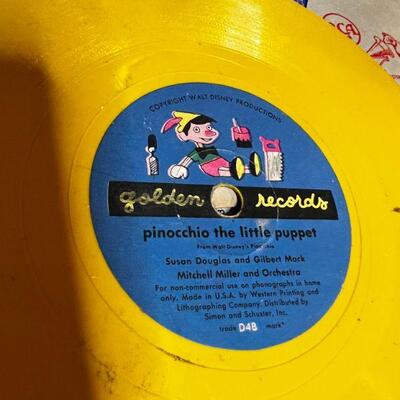 COPYRIGHT WALT DISNEY PRODUCTIONS
golden records
pinocchio the little puppet
From Walt Disney's Pinocchio
Susan Douglas and Gilbert Mack
Mitchell Miller and Orchestra
For non-commercial use on phonographs in home
only. Made in U.S.A. by Western Printing and
Lithographing Company. Distributed by
Simon and Schuster, Inc.
trade D48 mark*